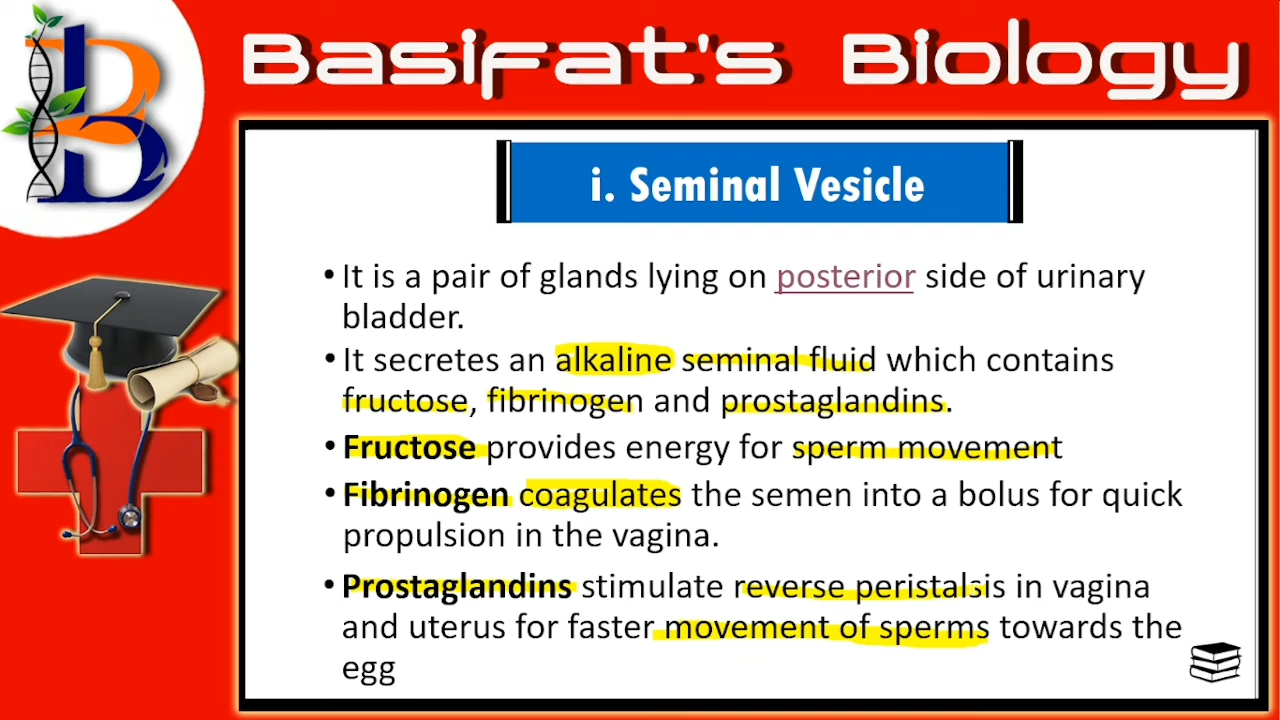 Basifat's Biology
i. Seminal Vesicle
• It is a pair of glands lying on posterior side of urinary
bladder.
• It secretes an alkaline seminal fluid which contains
fructose, fibrinogen and prostaglandins.
• Fructose provides energy for sperm movement
• Fibrinogen coagulates the semen into a bolus for quick
propulsion in the vagina.
• Prostaglandins stimulate reverse peristalsis in vagina
and uterus for faster movement of sperms towards the
egg